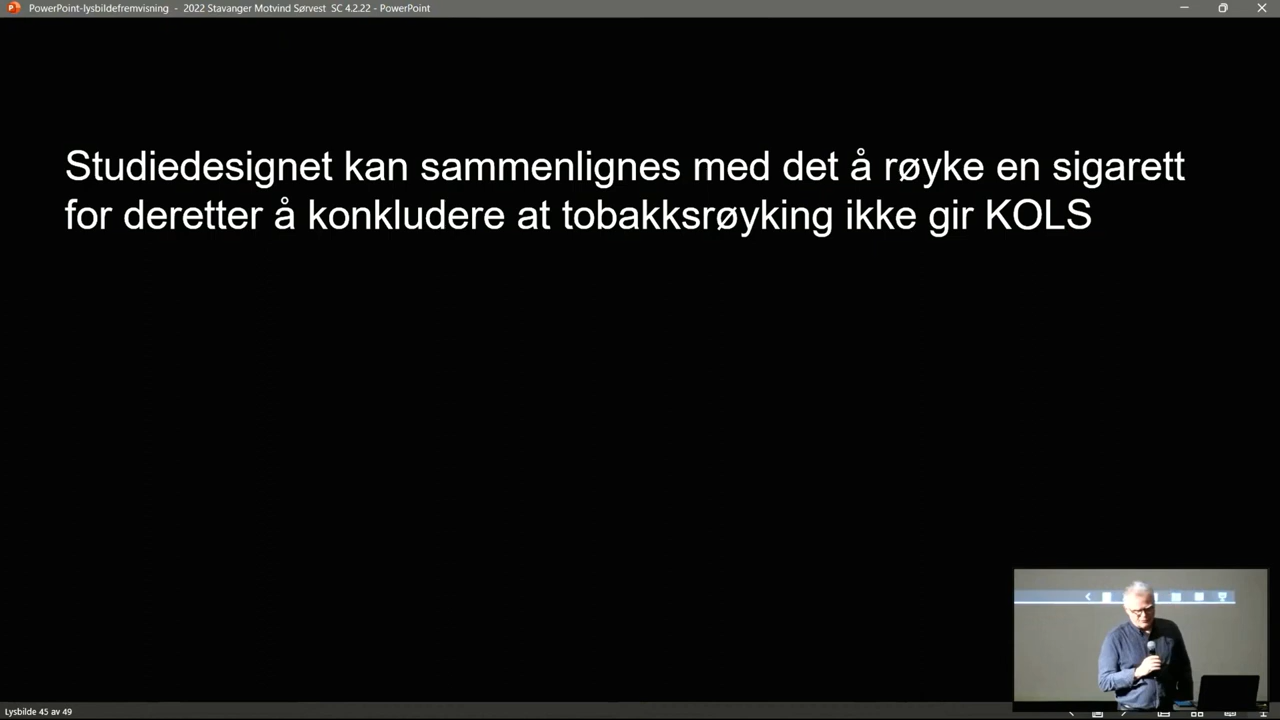 PowerPoint-lysbildefremvisning - 2022 Stavanger Motvind Sørvest SC 4.2.22 - PowerPoint
Studiedesignet kan sammenlignes med det å røyke en sigarett
for deretter å konkludere at tobakksrøyking ikke gir KOLS
Lysbilde 45 av 49